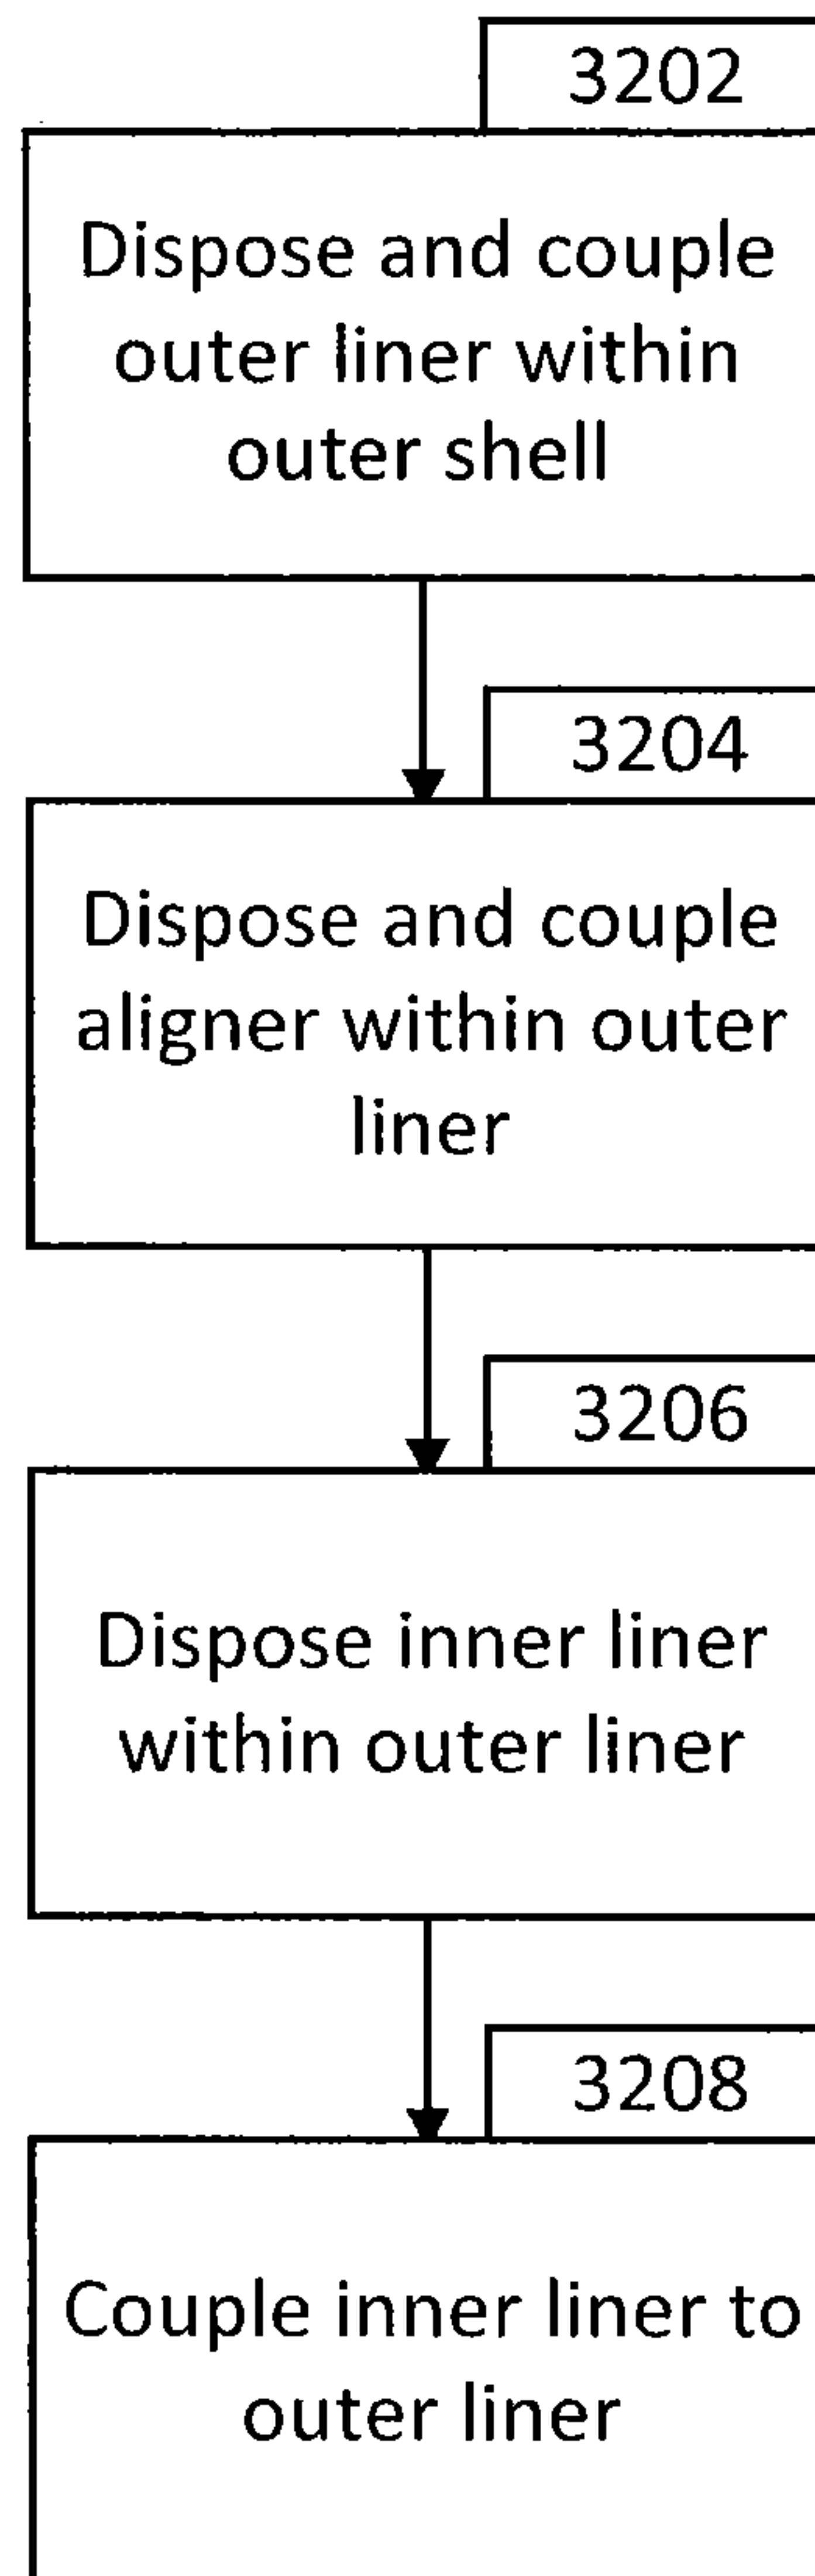 3202
Dispose and couple
outer liner within
outer shell
3204
Dispose and couple
aligner within outer
liner
3206
Dispose inner liner
within outer liner
3208
Couple inner liner to
outer liner